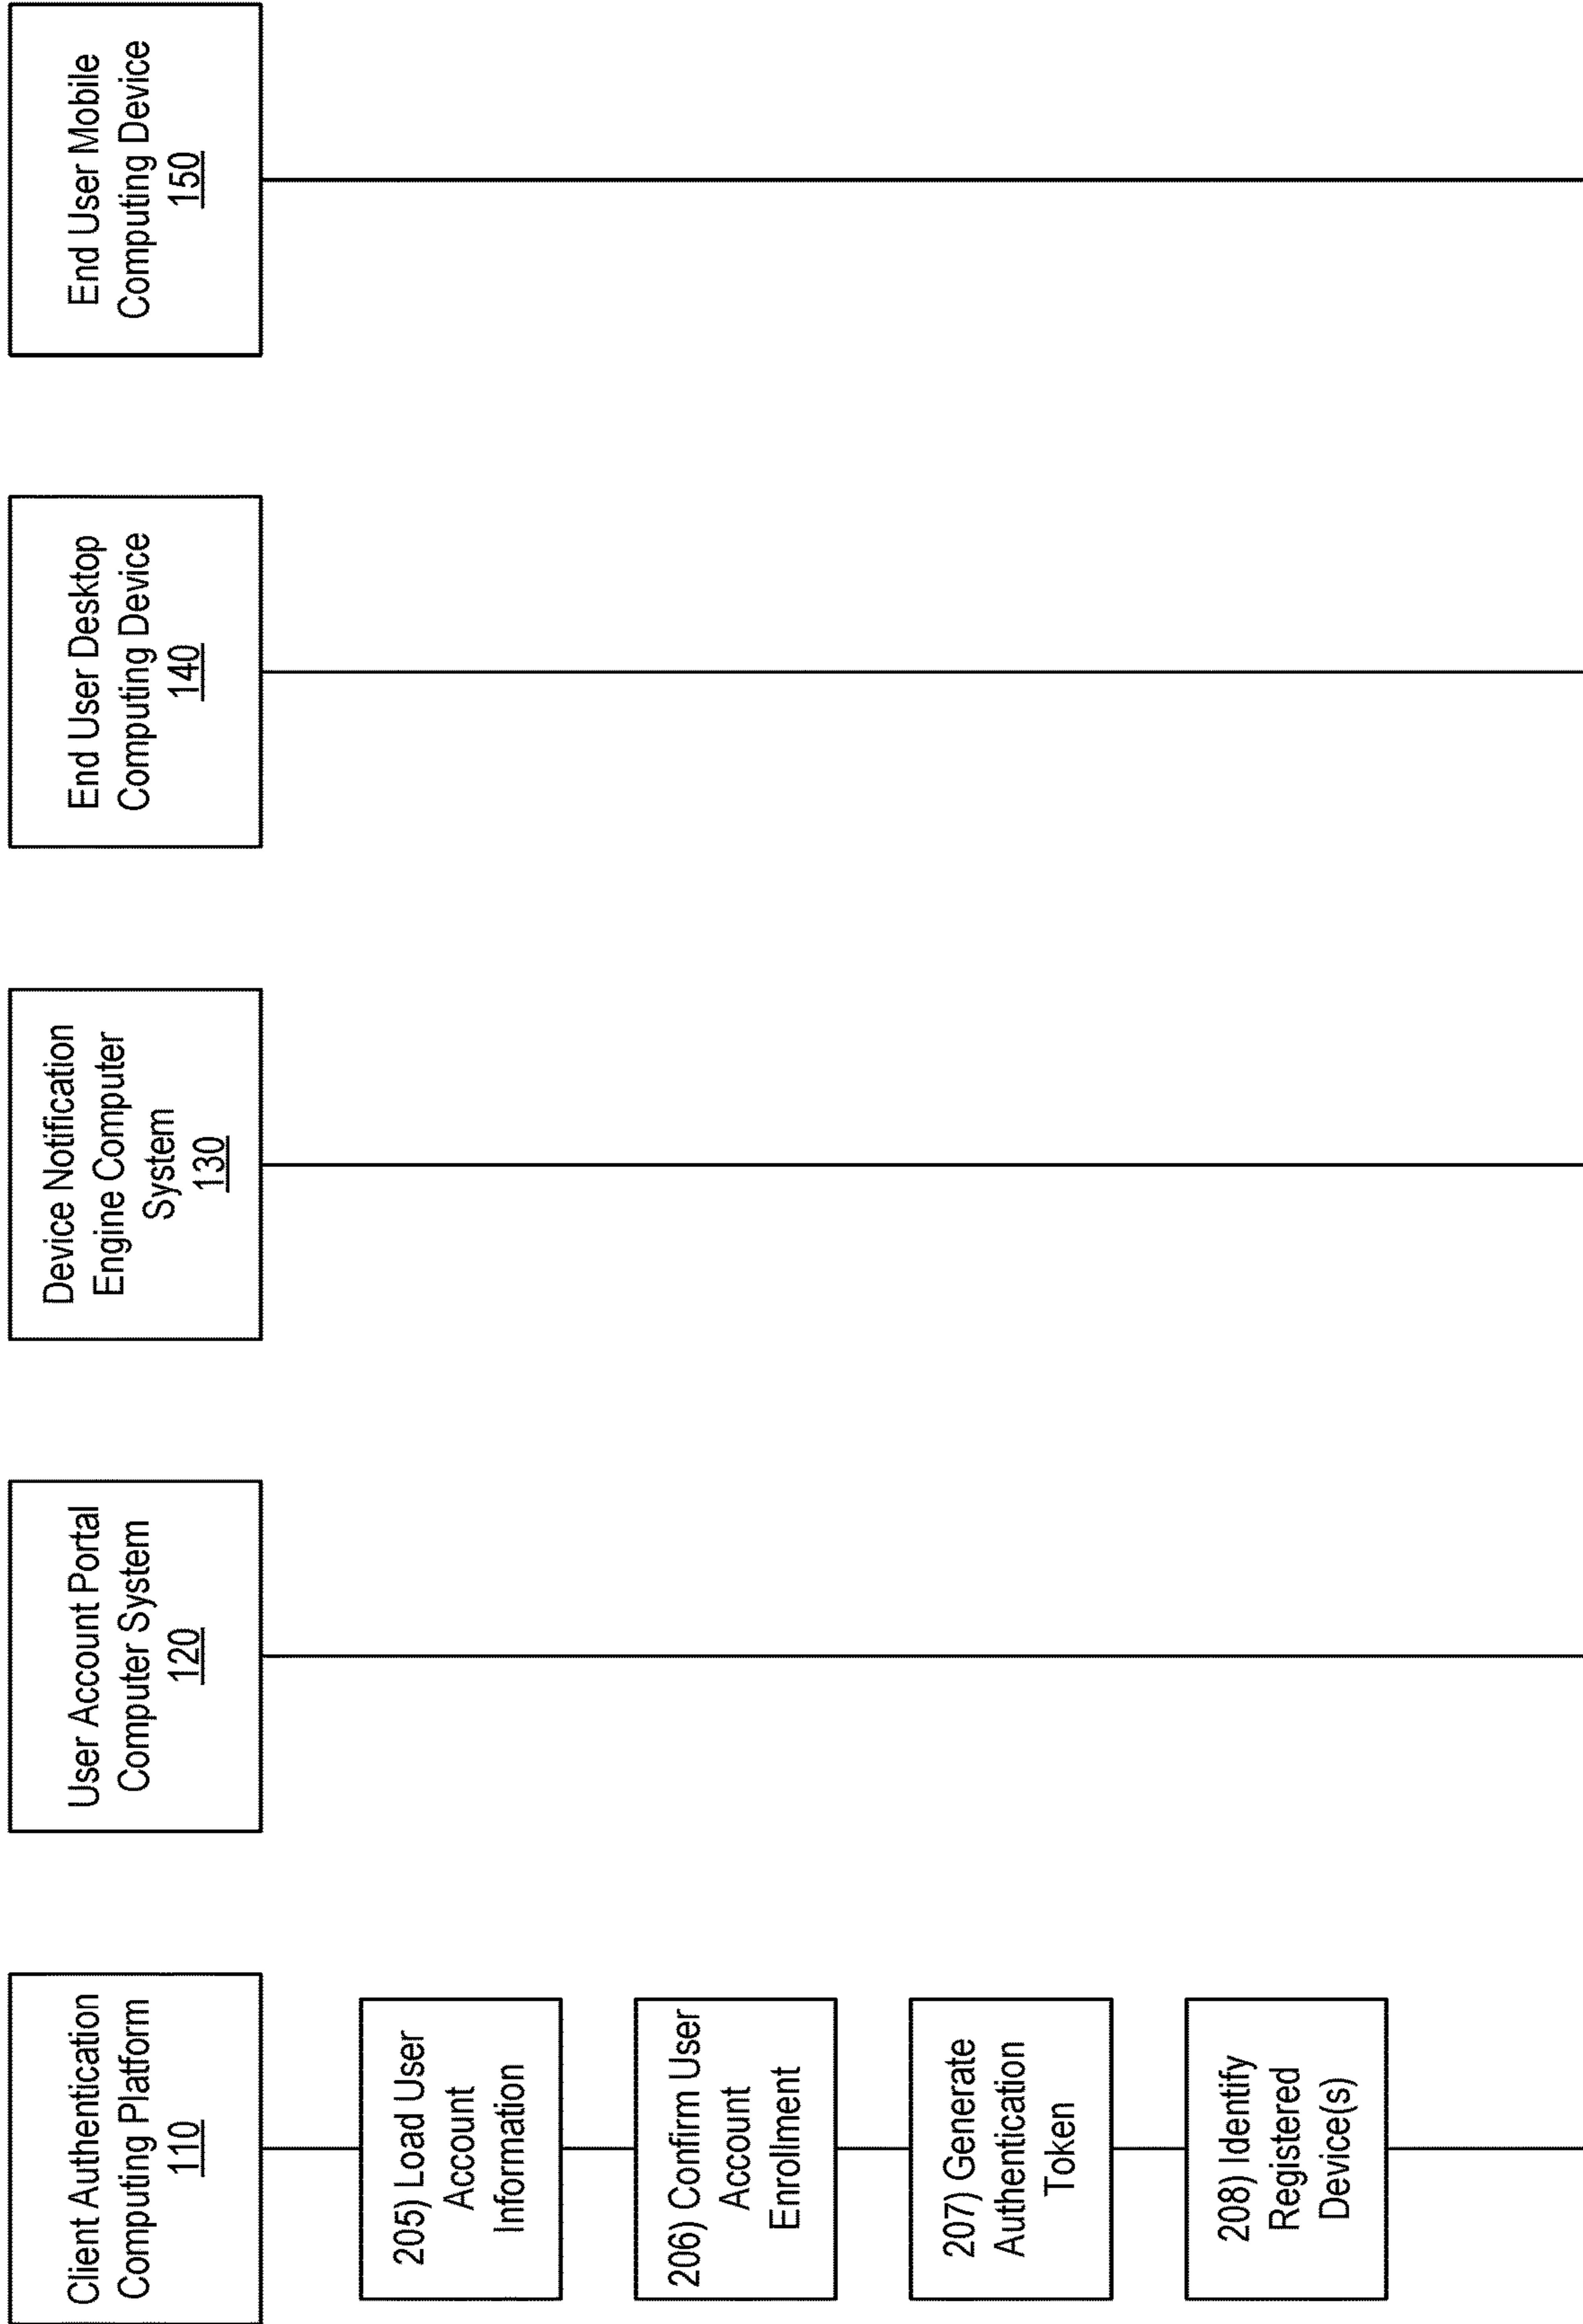 Client Authentication
Computing Platform
110
User Account Portal
Computer System
120
Device Notification
Engine Computer
System
130
End User Desktop
Computing Device
140
End User Mobile
Computing Device
150
205) Load User
Account
Information
206) Confirm User
Account
Enrollment
207) Generate
Authentication
Token
208) Identify
Registered
Device(s)